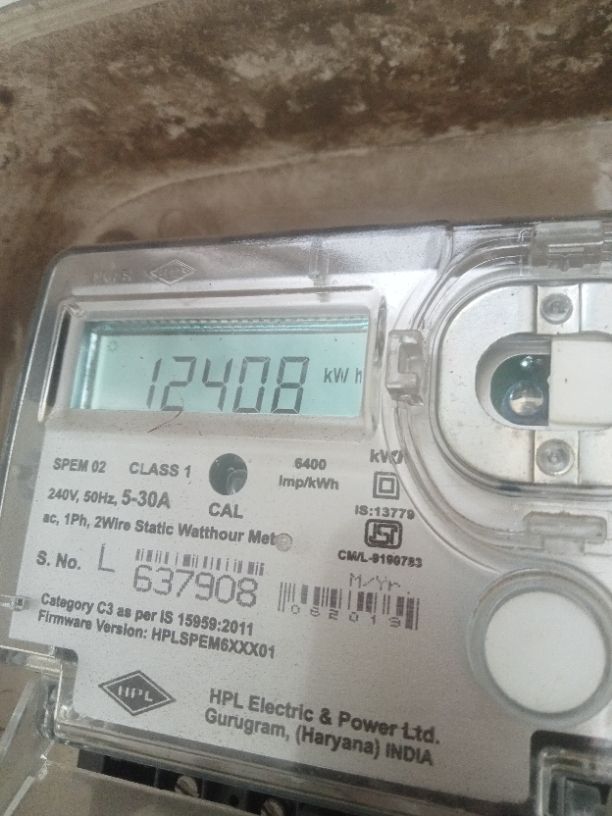 HPL
12408 kWh
SPEM 02 CLASS 1 6400 Imp/kWh
240V, 50Hz, 5-30A CAL IS:13779
ac, 1Ph, 2Wire Static Watthour
CM/L-9190783
S. No. L 637908 M/Yr.
062019
Category C3 as per IS 15959:2011
Firmware Version: HPLSPEM6XXX01
HPL
HPL Electric & Power Ltd.
Gurugram, (Haryana) INDIA